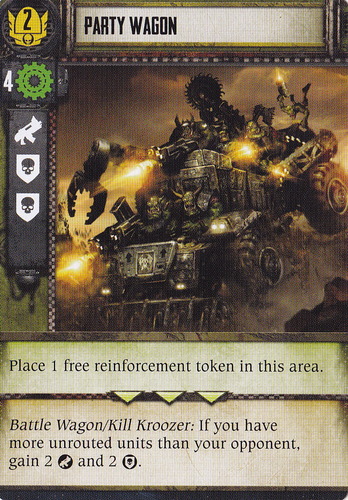 2
PARTY WAGON
4
Place 1 free reinforcement token in this area.
Battle Wagon/Kill Kroozer: If you have
more unrouted units than your opponent,
gain 2 and 2 .